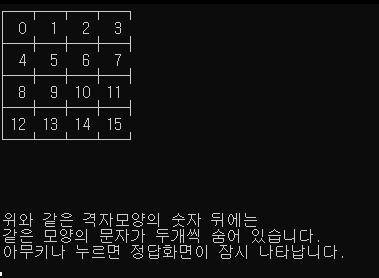 0 1 2 3
4 5 6 7
8 9 10 11
12 13 14 15
위와 같은 격자모양의 숫자 뒤에는
같은 모양의 문자가 두개씩 숨어 있습니다.
아무키나 누르면 정답화면이 잠시 나타납니다.